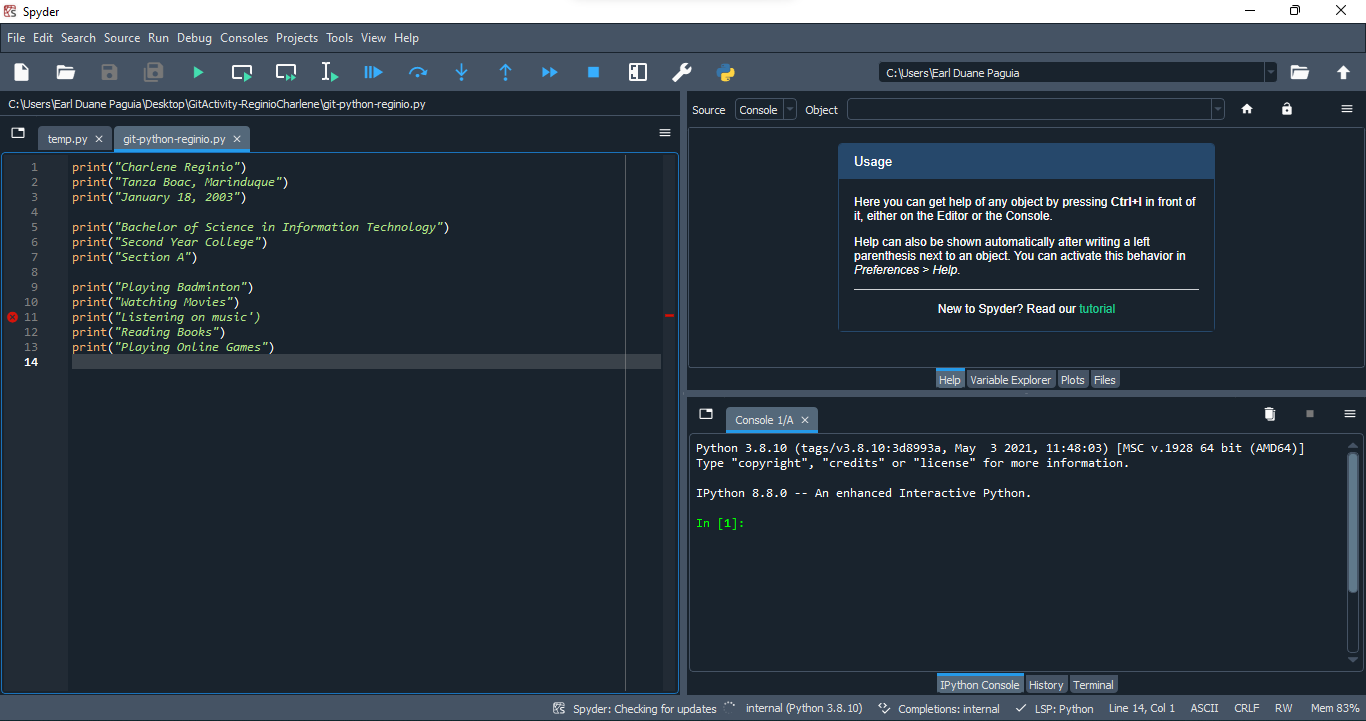 Spyder
File Edit Search Source Run Debug Consoles Projects Tools View Help
C:\Users\Earl Duane Paguia
C:\Users\Earl Duane Paguia\Desktop\GitActivity-ReginioCharlene\git-python-reginio.py
temp.py git-python-reginio.py
1 print("Charlene Reginio")
2 print("Tanza Boac, Marinduque")
3 print("January 18, 2003")
4
5 print("Bachelor of Science in Information Technology")
6 print("Second Year College")
7 print("Section A")
8
9 print("Playing Badminton")
10 print("Watching Movies")
11 print("Listening on music')
12 print("Reading Books")
13 print("Playing Online Games")
14
Source Console Object
Usage
Here you can get help of any object by pressing Ctrl+I in front of
it, either on the Editor or the Console.
Help can also be shown automatically after writing a left
parenthesis next to an object. You can activate this behavior in
Preferences > Help.
New to Spyder? Read our tutorial
Help Variable Explorer Plots Files
Console 1/A
Python 3.8.10 (tags/v3.8.10:3d8993a, May  3 2021, 11:48:03) [MSC v.1928 64 bit (AMD64)]
Type "copyright", "credits" or "license" for more information.
IPython 8.8.0 -- An enhanced Interactive Python.
In [1]:
IPython Console History Terminal
Spyder: Checking for updates internal (Python 3.8.10) Completions: internal LSP: Python Line 14, Col 1 ASCII CRLF RW Mem 83%